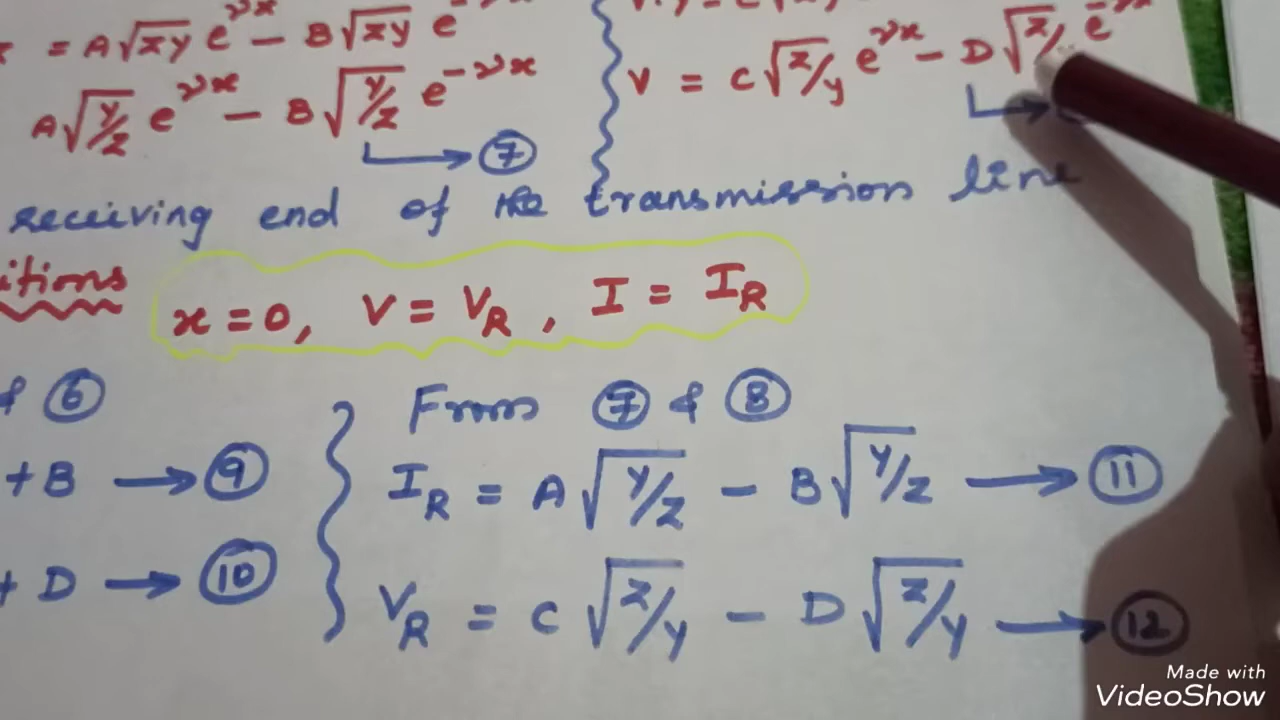 = A√zy e^γx − B√zy e
V = C√z/y e^γx − D√z/ e^-γx
A√y/z e^γx − B√y/z e^−γx
→ ⑦
receiving end of the transmission line
itions
x = 0, V = V_R, I = I_R
& ⑥
From ⑦ & ⑧
+ B → ⑨
I_R = A√y/z − B√y/z → ⑪
+ D → ⑩
V_R = C√z/y − D√z/y → ⑫
Made with
VideoShow